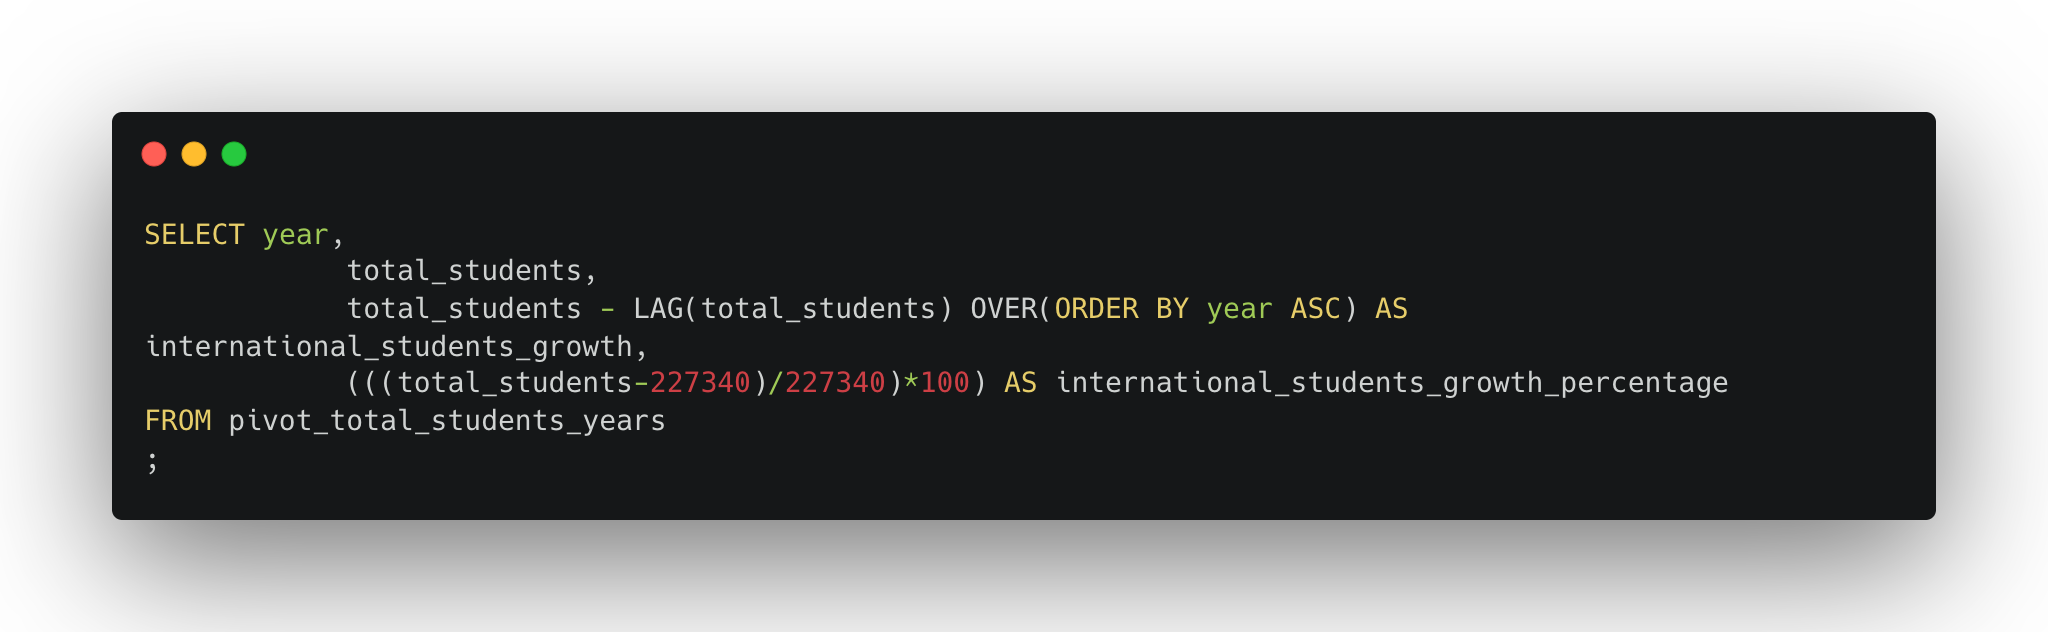 SELECT year,
            total_students,
            total_students - LAG(total_students) OVER(ORDER BY year ASC) AS
international_students_growth,
            (((total_students-227340)/227340)*100) AS international_students_growth_percentage
FROM pivot_total_students_years
;